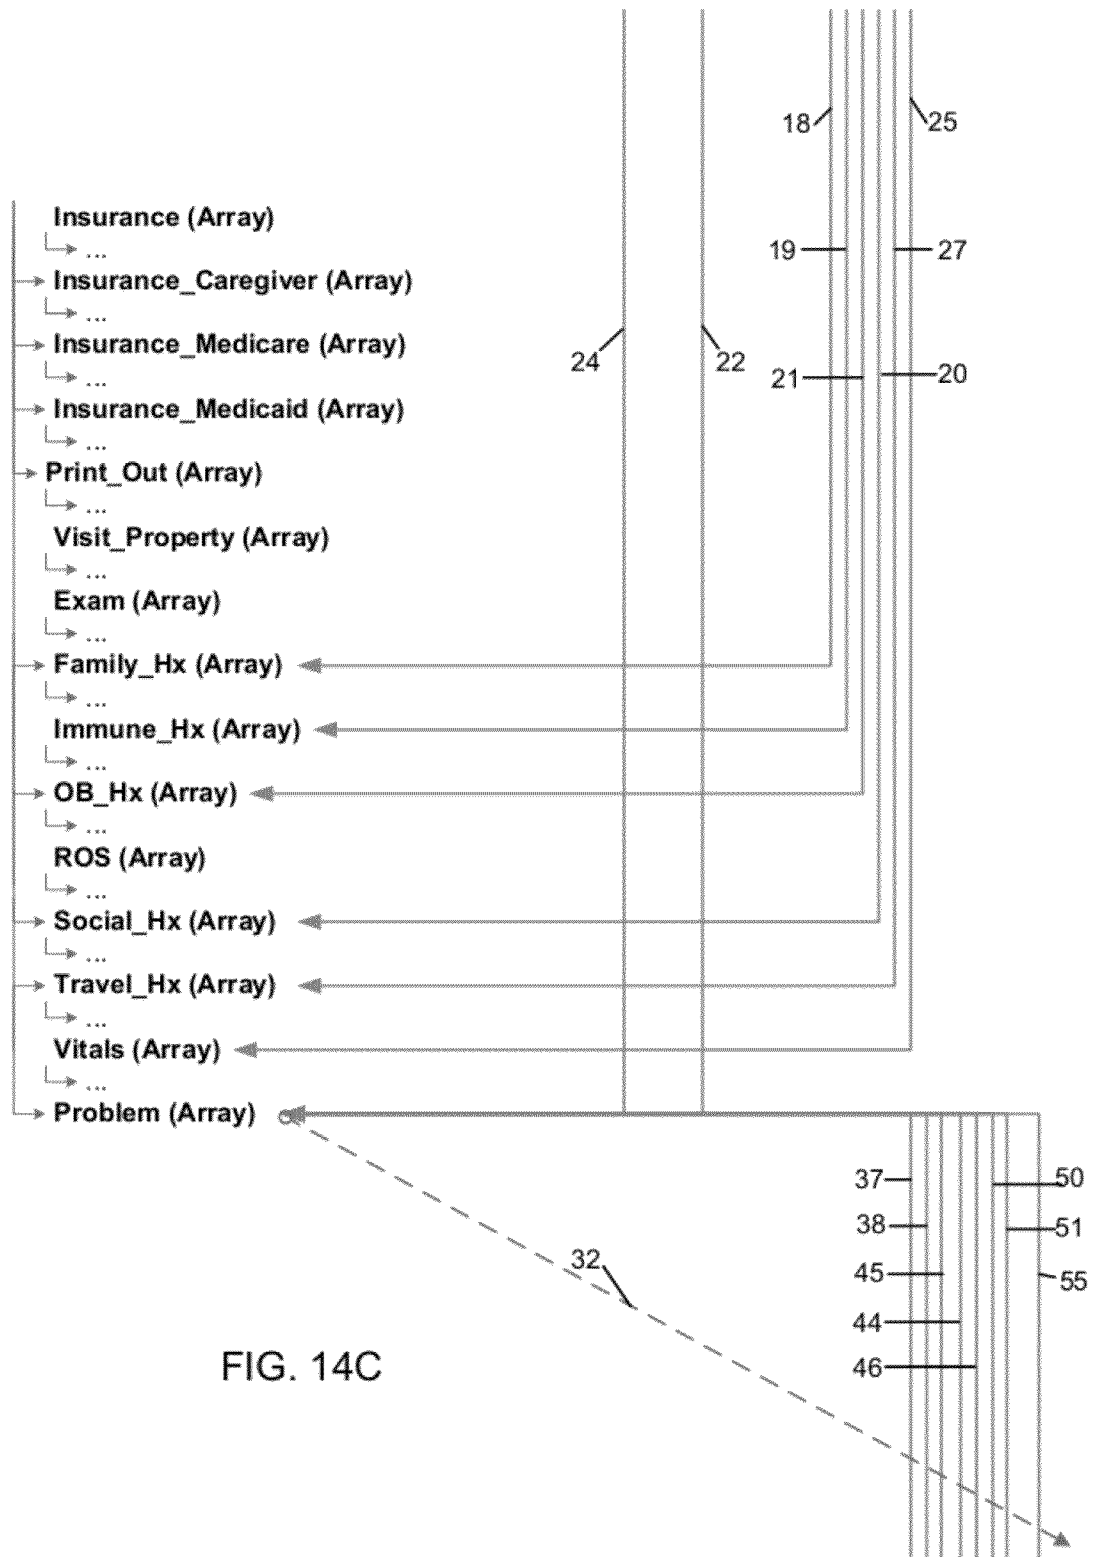 18
25
Insurance (Array)
...
19
27
Insurance_Caregiver (Array)
...
Insurance_Medicare (Array)
...
24
22
21
20
Insurance_Medicaid (Array)
...
Print_Out (Array)
...
Visit_Property (Array)
...
Exam (Array)
...
Family_Hx (Array)
...
Immune_Hx (Array)
...
OB_Hx (Array)
...
ROS (Array)
...
Social_Hx (Array)
...
Travel_Hx (Array)
...
Vitals (Array)
...
Problem (Array)
37
50
38
51
32
45
55
44
46
FIG. 14C